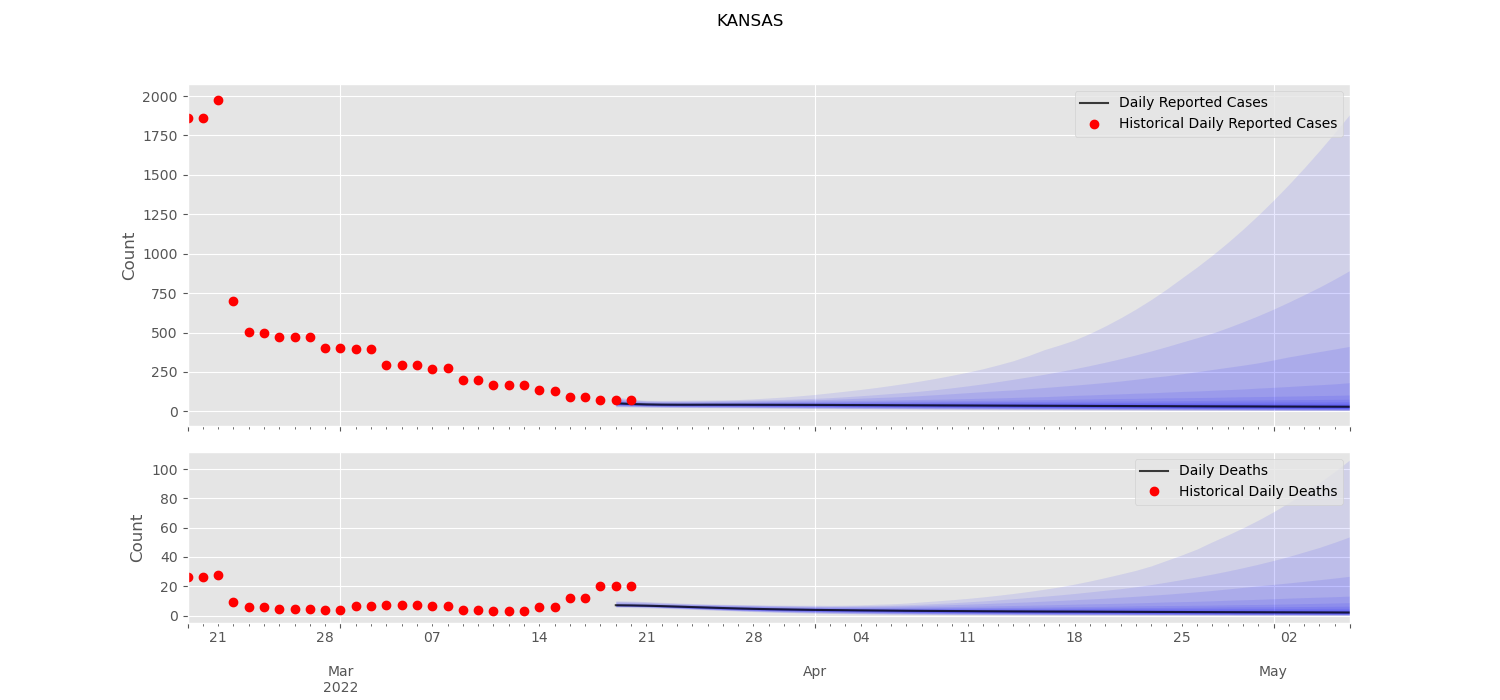 KANSAS
2000
1750
1500
1250
1000
750
500
250
0
Count
Daily Reported Cases
Historical Daily Reported Cases
100
80
60
40
20
0
Count
Daily Deaths
Historical Daily Deaths
21 28 07 14 21 28 04 11 18 25 02
Mar Apr May
2022